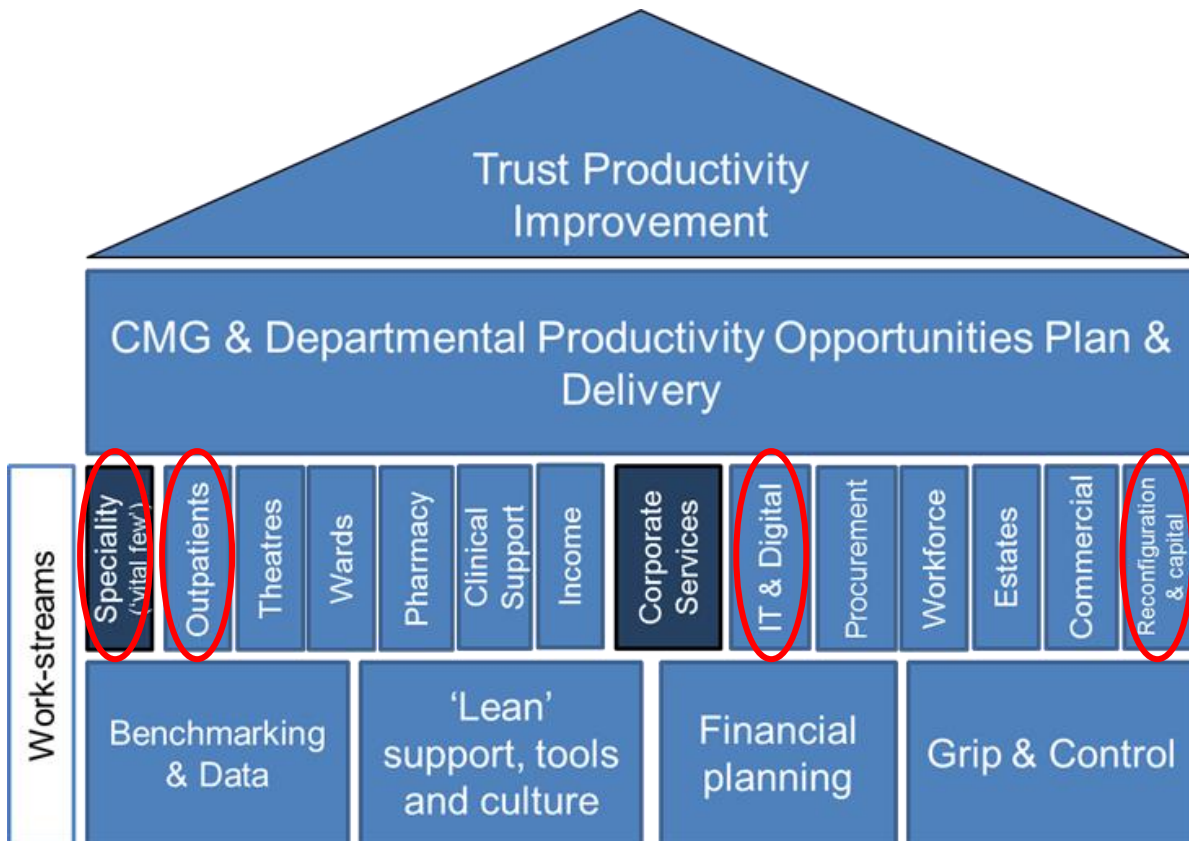 Trust Productivity
Improvement
CMG & Departmental Productivity Opportunities Plan &
Delivery
Work-streams
Speciality
('vital few')
Outpatients
Theatres
Wards
Pharmacy
Clinical
Support
Income
Corporate
Services
IT & Digital
Procurement
Workforce
Estates
Commercial
Reconfiguration
& capital
Benchmarking
& Data
‘Lean’
support, tools
and culture
Financial
planning
Grip & Control